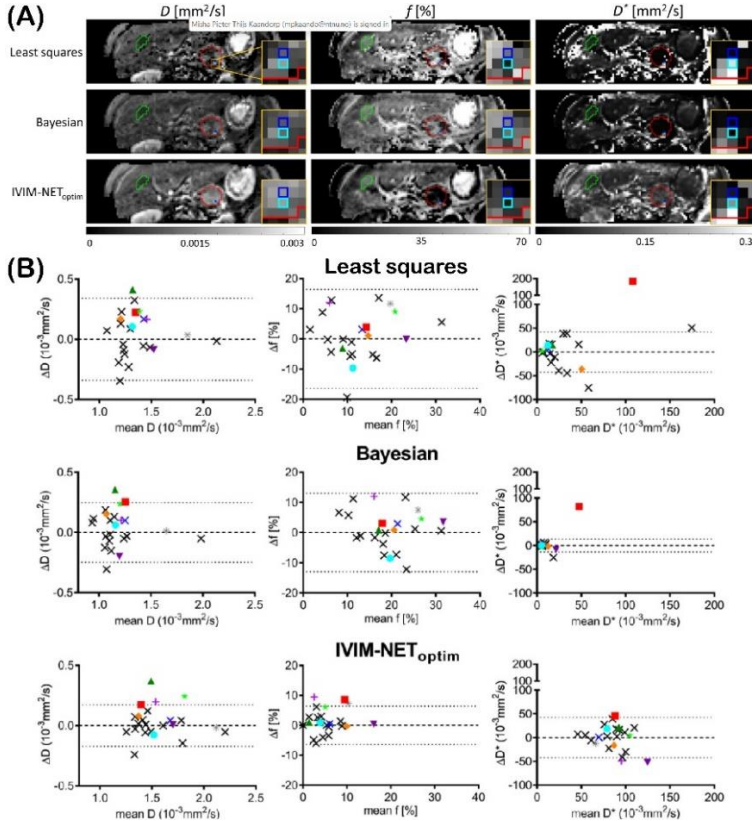 (A)
D [mm²/s]
f [%]
D* [mm²/s]
Misha Pieter Thijs Kaandorp (mpkaando@ntnu.no) is signed in
Least squares
Bayesian
IVIM-NEToptim
0 0.0015 0.003 0 35 70 0 0.15 0.3
(B)
Least squares
ΔD (10⁻³mm²/s)
0.5
0.0
-0.5
1.0 1.5 2.0 2.5
mean D (10⁻³mm²/s)
Δf [%]
20
10
0
-10
-20
0 10 20 30 40
mean f [%]
ΔD* (10⁻³mm²/s)
200
100
50
0
-50
-100
0 50 100 150 200
mean D* (10⁻³mm²/s)
Bayesian
ΔD (10⁻³mm²/s)
0.5
0.0
-0.5
1.0 1.5 2.0 2.5
mean D (10⁻³mm²/s)
Δf [%]
20
10
0
-10
-20
0 10 20 30 40
mean f [%]
ΔD* (10⁻³mm²/s)
200
100
50
0
-50
-100
0 50 100 150 200
mean D* (10⁻³mm²/s)
IVIM-NEToptim
ΔD (10⁻³mm²/s)
0.5
0.0
-0.5
1.0 1.5 2.0 2.5
mean D (10⁻³mm²/s)
Δf [%]
20
10
0
-10
-20
0 10 20 30 40
mean f [%]
ΔD* (10⁻³mm²/s)
200
100
50
0
-50
-100
0 50 100 150 200
mean D* (10⁻³mm²/s)